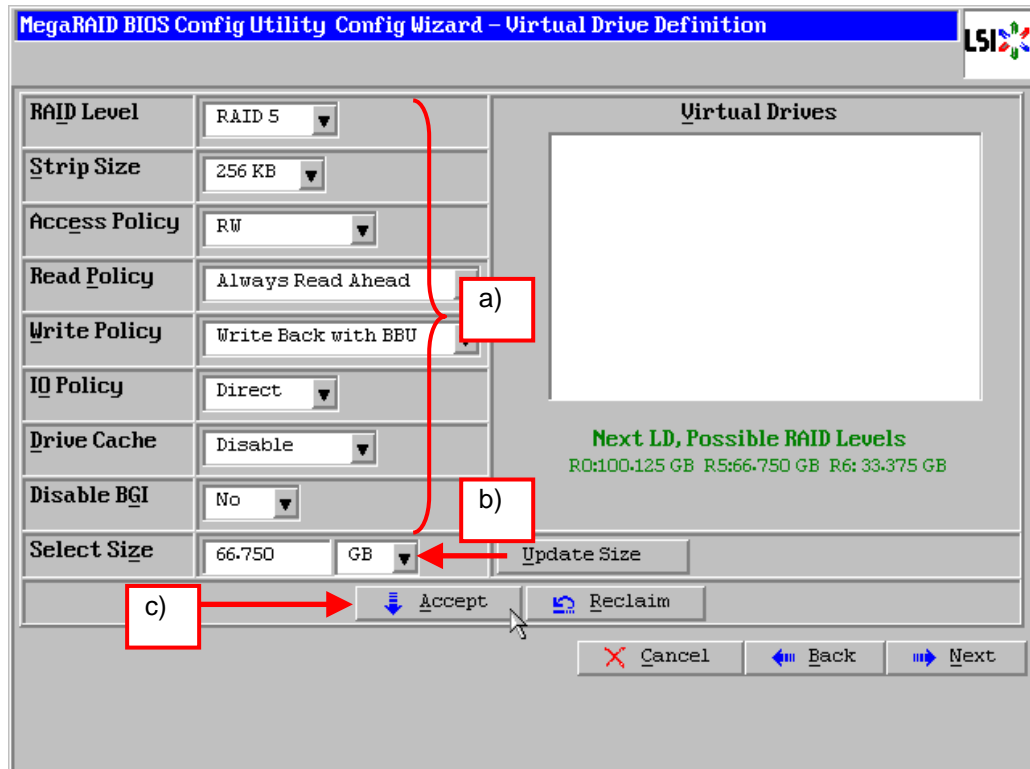 MegaRAID BIOS Config Utility Config Wizard – Virtual Drive Definition
LSI
RAID Level
RAID 5
Strip Size
256 KB
Access Policy
RW
Read Policy
Always Read Ahead
Write Policy
Write Back with BBU
IO Policy
Direct
Drive Cache
Disable
Disable BGI
No
Select Size
66.750
GB
Update Size
a)
b)
c)
Virtual Drives
Next LD, Possible RAID Levels
R0:100.125 GB R5:66.750 GB R6: 33.375 GB
Accept
Reclaim
Cancel
Back
Next